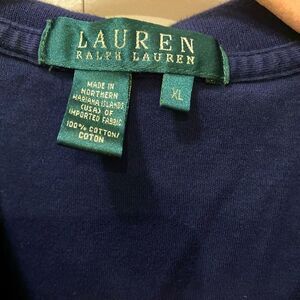 LAUREN
RALPH LAUREN
MADE IN
NORTHERN
MARIANA ISLANDS
(USA) OF
IMPORTED FABRIC
100% COTTON/
COTON
XL